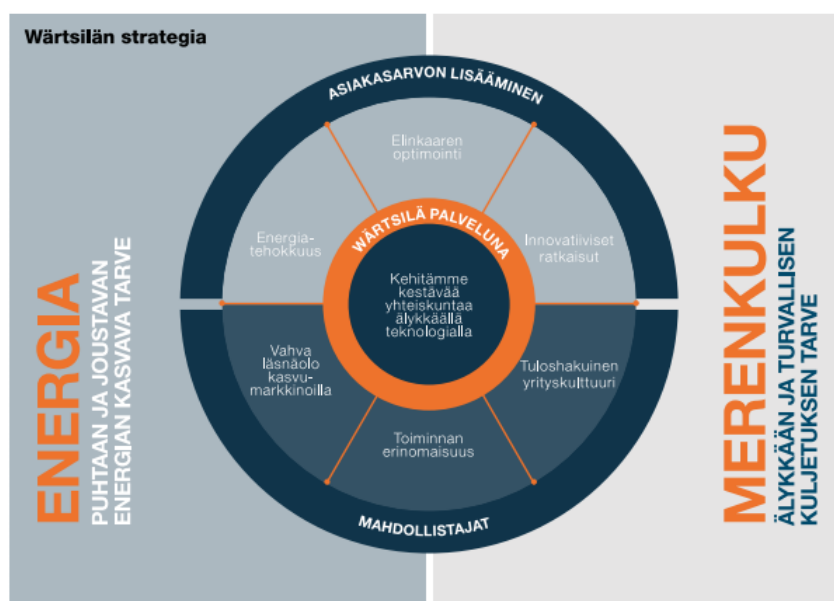 Wärtsilän strategia
ENERGIA
PUHTAAN JA JOUSTAVAN
ENERGIAN KASVAVA TARVE
ASIAKASARVON LISÄÄMINEN
Elinkaaren
optimointi
Energia-
tehokkuus
Innovatiiviset
ratkaisut
WÄRTSILÄ PALVELUNA
Kehitämme
kestävää
yhteiskuntaa
älykkäällä
teknologialla
Vahva
läsnäolo
kasvu-
markkinoilla
Tuloshakuinen
yrityskulttuuri
Toiminnan
erinomaisuus
MAHDOLLISTAJAT
MERENKULKU
ÄLYKKÄÄN JA TURVALLISEN
KULJETUKSEN TARVE